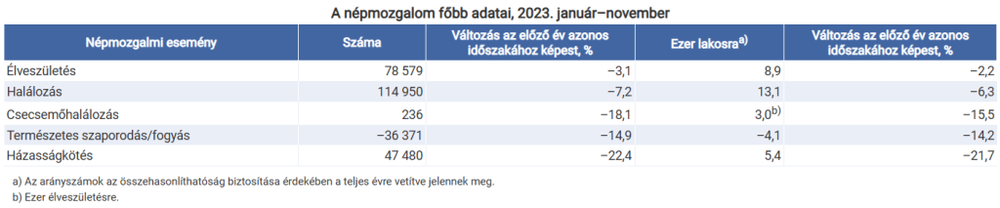 A népmozgalom főbb adatai, 2023. január–november
Népmozgalmi esemény Száma Változás az előző év azonos időszakához képest, % Ezer lakosra a) Változás az előző év azonos időszakához képest, %
Élveszületés 78 579 –3,1 8,9 –2,2
Halálozás 114 950 –7,2 13,1 –6,3
Csecsemőhalálozás 236 –18,1 3,0 b) –15,5
Természetes szaporodás/fogyás –36 371 –14,9 –4,1 –14,2
Házasságkötés 47 480 –22,4 5,4 –21,7
a) Az arányszámok az összehasonlíthatóság biztosítása érdekében a teljes évre vetítve jelennek meg.
b) Ezer élveszületésre.